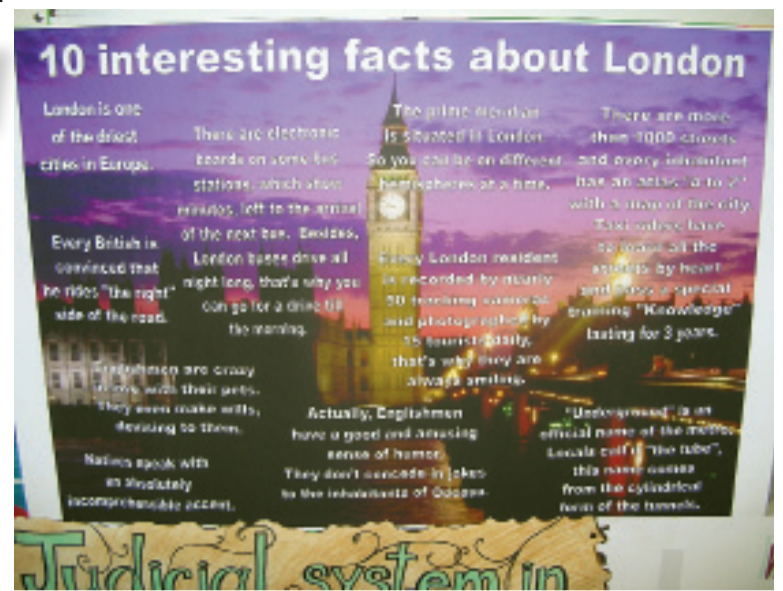 10 interesting facts about London
London is one
of the driest
cities in Europe.
There are electronic
boards on some bus
stations, which show
minutes, left to the arrival
of the next bus. Besides,
London buses drive all
night long, that's why you
can go for a drive till
the morning.
The prime meridian
is situated in London
So you can be on different
hemispheres at a time.
There are more
then 1000 streets
and every inhabitant
has an atlas "a to z"
with a map of the city
Taxi riders have
to learn all the
streets by heart
and pass a special
training "Knowledge"
lasting for 3 years.
Every British is
convinced that
he rides "the right"
side of the road.
Every London resident
is recorded by nearly
50 tracking cameras
and photographed by
15 tourists daily,
that's why they are
always smiling.
Englishmen are crazy
in love with their pets.
They even make wills,
devising to them.
Natives speak with
an absolutely
incomprehensible accent.
Actually, Englishmen
have a good and amusing
sense of humor.
They don't concede in jokes
to the inhabitants of
"Underground" is an
official name of the metro.
Locals call it "the tube",
this name comes
from the cylindrical
form of the tunnels.
Judicial system in